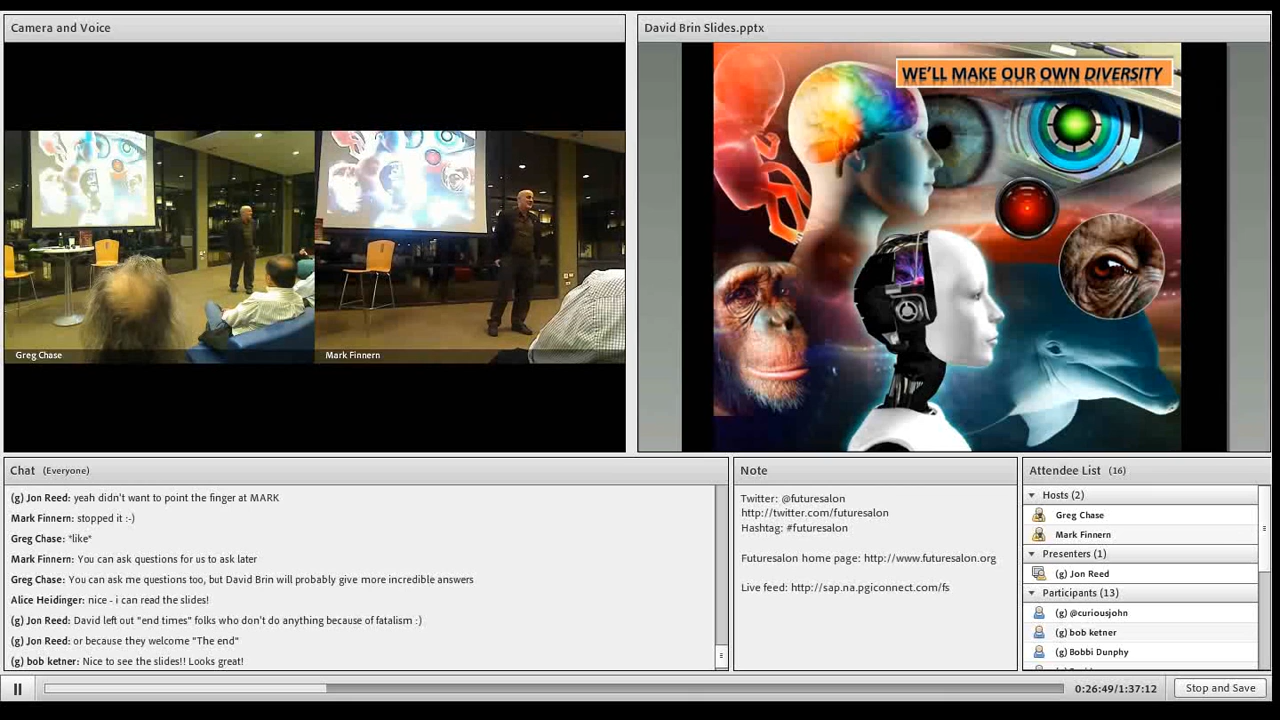 Camera and Voice
David Brin Slides.pptx
WE'LL MAKE OUR OWN DIVERSITY
Greg Chase
Mark Finnern
Chat (Everyone)
(g) Jon Reed: yeah didn't want to point the finger at MARK
Mark Finnern: stopped it :-)
Greg Chase: *like*
Mark Finnern: You can ask questions for us to ask later
Greg Chase: You can ask me questions too, but David Brin will probably give more incredible answers
Alice Heidinger: nice - i can read the slides!
(g) Jon Reed: David left out "end times" folks who don't do anything because of fatalism :)
(g) Jon Reed: or because they welcome "The end"
(g) bob ketner: Nice to see the slides!! Looks great!
Note
Twitter: @futuresalon
http://twitter.com/futuresalon
Hashtag: #futuresalon
Futuresalon home page: http://www.futuresalon.org
Live feed: http://sap.na.pgiconnect.com/fs
Attendee List (16)
Hosts (2)
Greg Chase
Mark Finnern
Presenters (1)
(g) Jon Reed
Participants (13)
(g) @curiousjohn
(g) bob ketner
(g) Bobbi Dunphy
0:26:49/1:37:12
Stop and Save